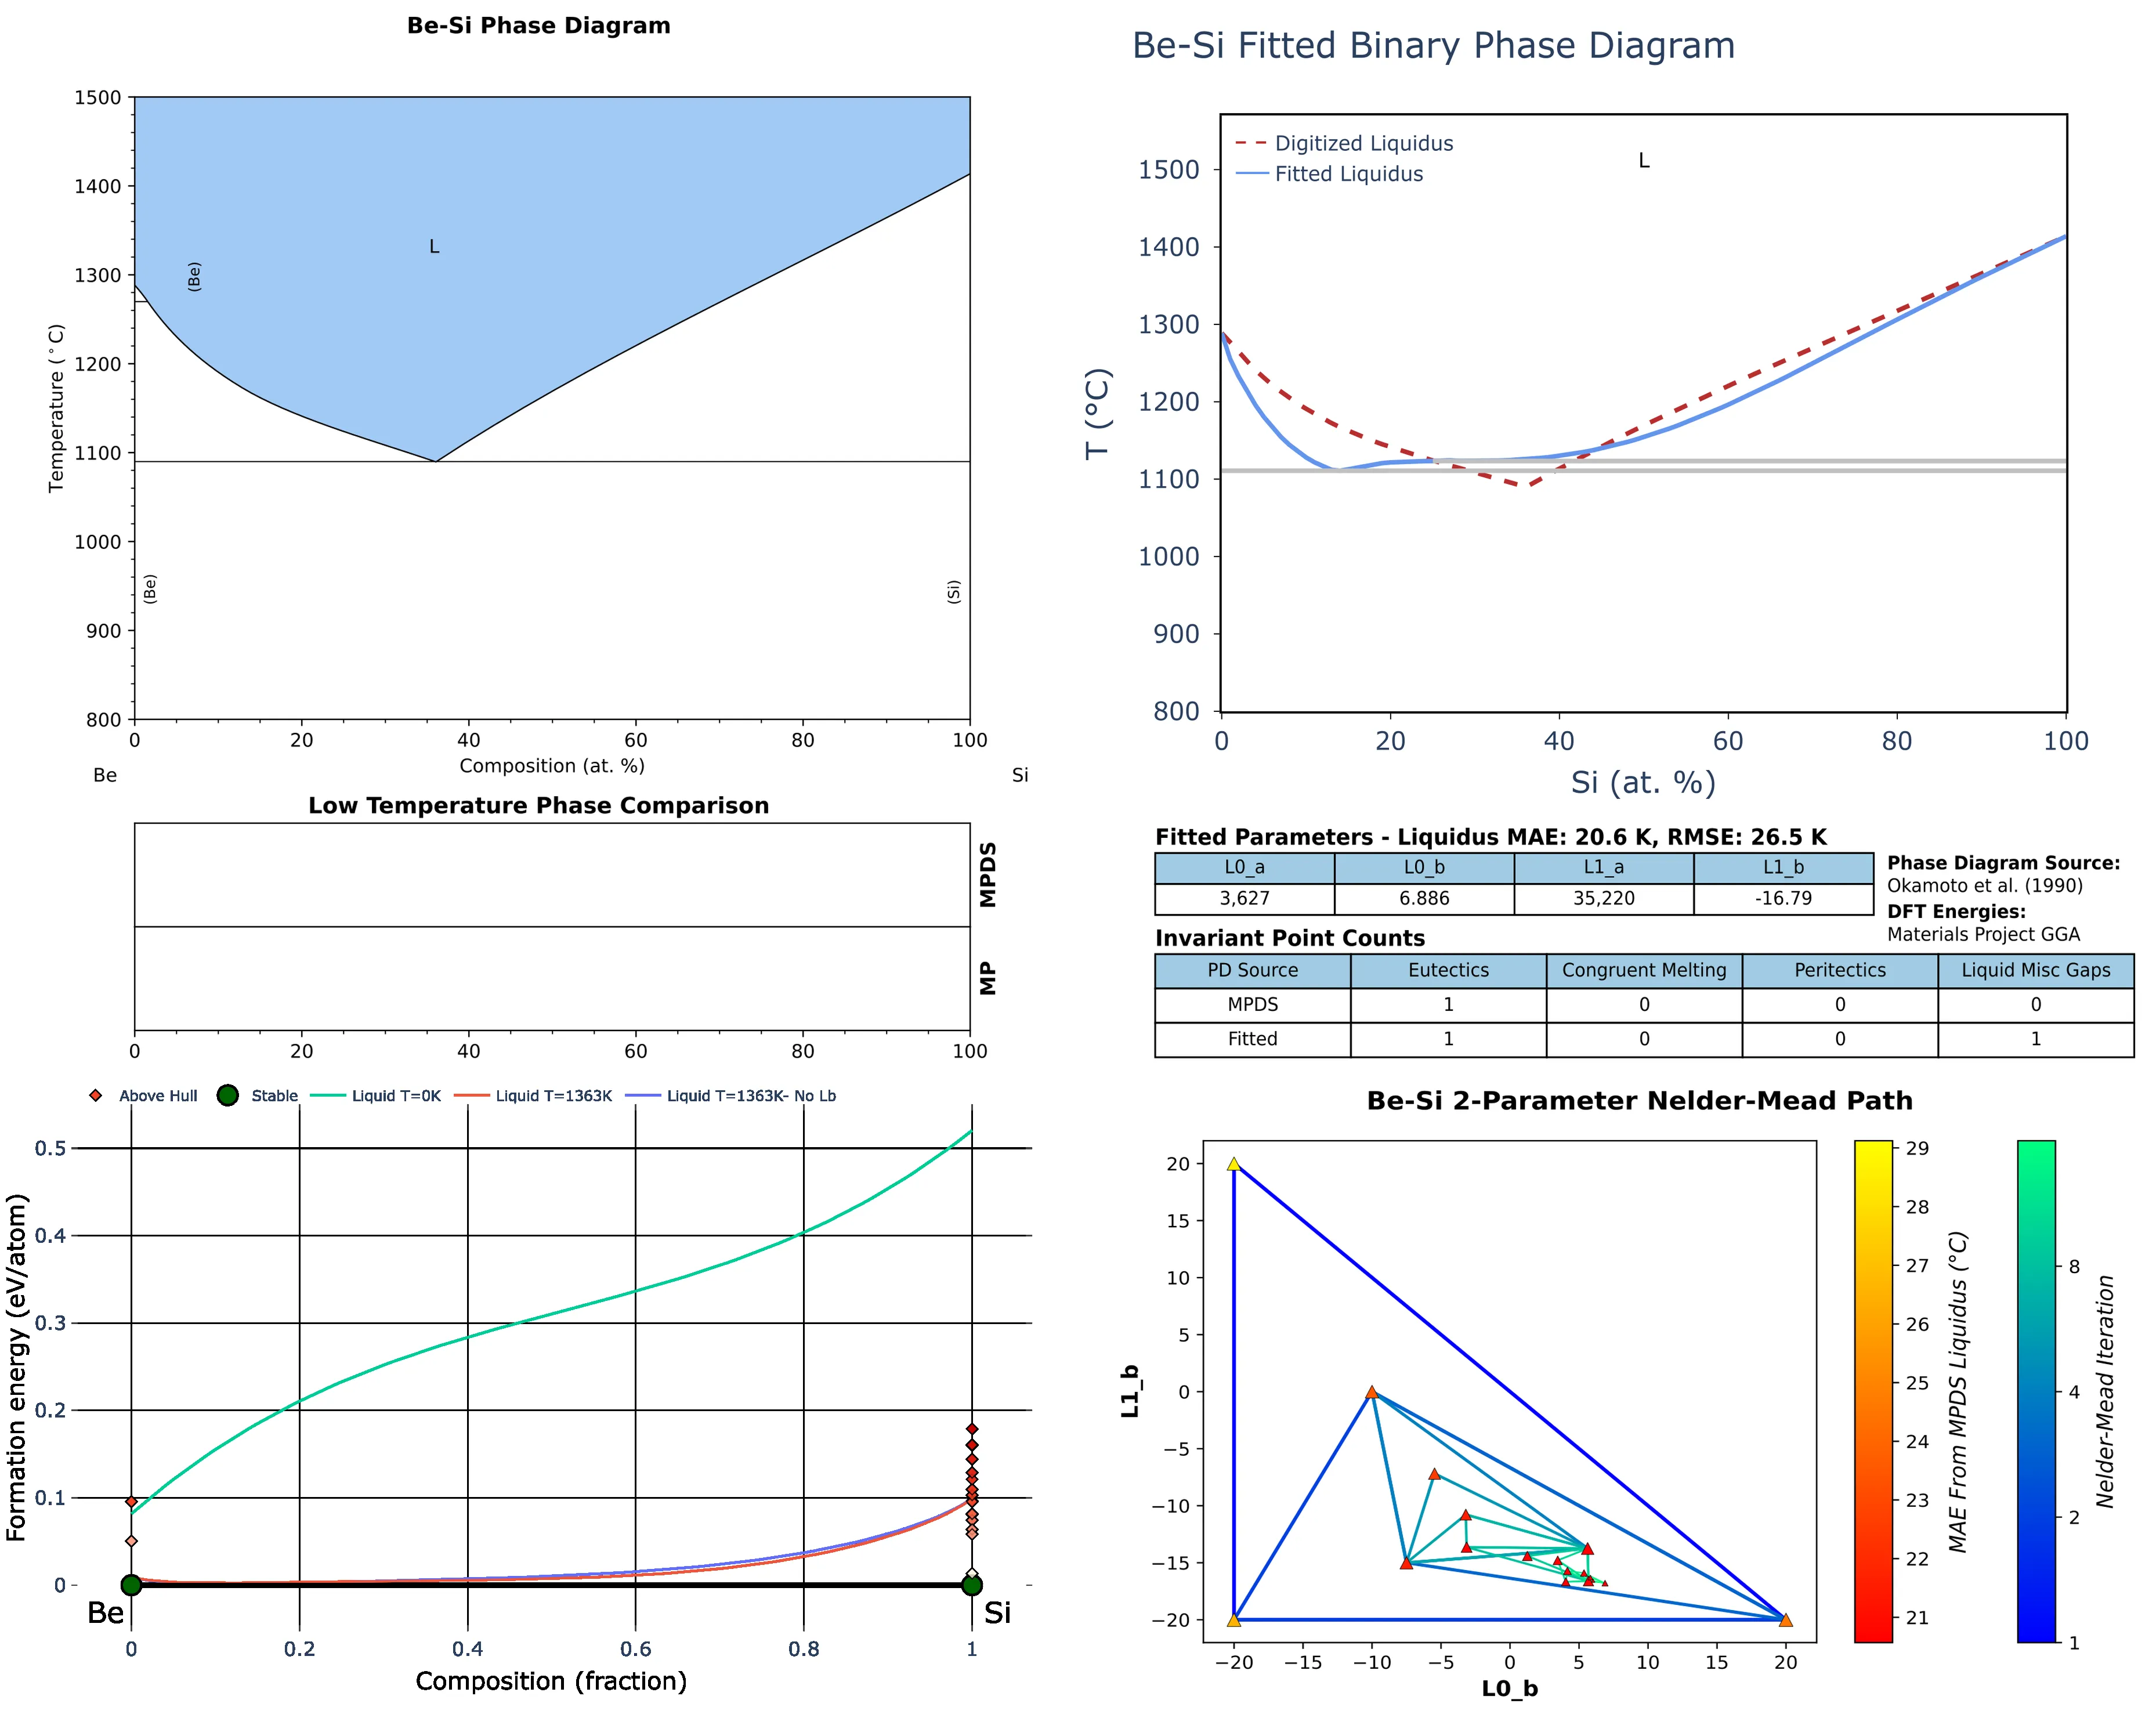 Be-Si Phase Diagram
1500
1400
1300
1200
1100
1000
900
800
Temperature (°C)
(Be)
L
(Be)
(Si)
0 20 40 60 80 100
Composition (at. %)
Be Si
Be-Si Fitted Binary Phase Diagram
Digitized Liquidus
Fitted Liquidus
L
1500
1400
1300
1200
1100
1000
900
800
T (°C)
0 20 40 60 80 100
Si (at. %)
Low Temperature Phase Comparison
MPDS
MP
0 20 40 60 80 100
Fitted Parameters - Liquidus MAE: 20.6 K, RMSE: 26.5 K
L0_a L0_b L1_a L1_b
3,627 6.886 35,220 -16.79
Phase Diagram Source:
Okamoto et al. (1990)
DFT Energies:
Materials Project GGA
Invariant Point Counts
PD Source Eutectics Congruent Melting Peritectics Liquid Misc Gaps
MPDS 1 0 0 0
Fitted 1 0 0 1
Above Hull Stable Liquid T=0K Liquid T=1363K Liquid T=1363K- No Lb
0.5
0.4
0.3
0.2
0.1
0
Formation energy (eV/atom)
Be Si
0 0.2 0.4 0.6 0.8 1
Composition (fraction)
Be-Si 2-Parameter Nelder-Mead Path
20
15
10
5
0
−5
−10
−15
−20
L1_b
−20 −15 −10 −5 0 5 10 15 20
L0_b
29
28
27
26
25
24
23
22
21
MAE From MPDS Liquidus (°C)
8
4
2
1
Nelder-Mead Iteration